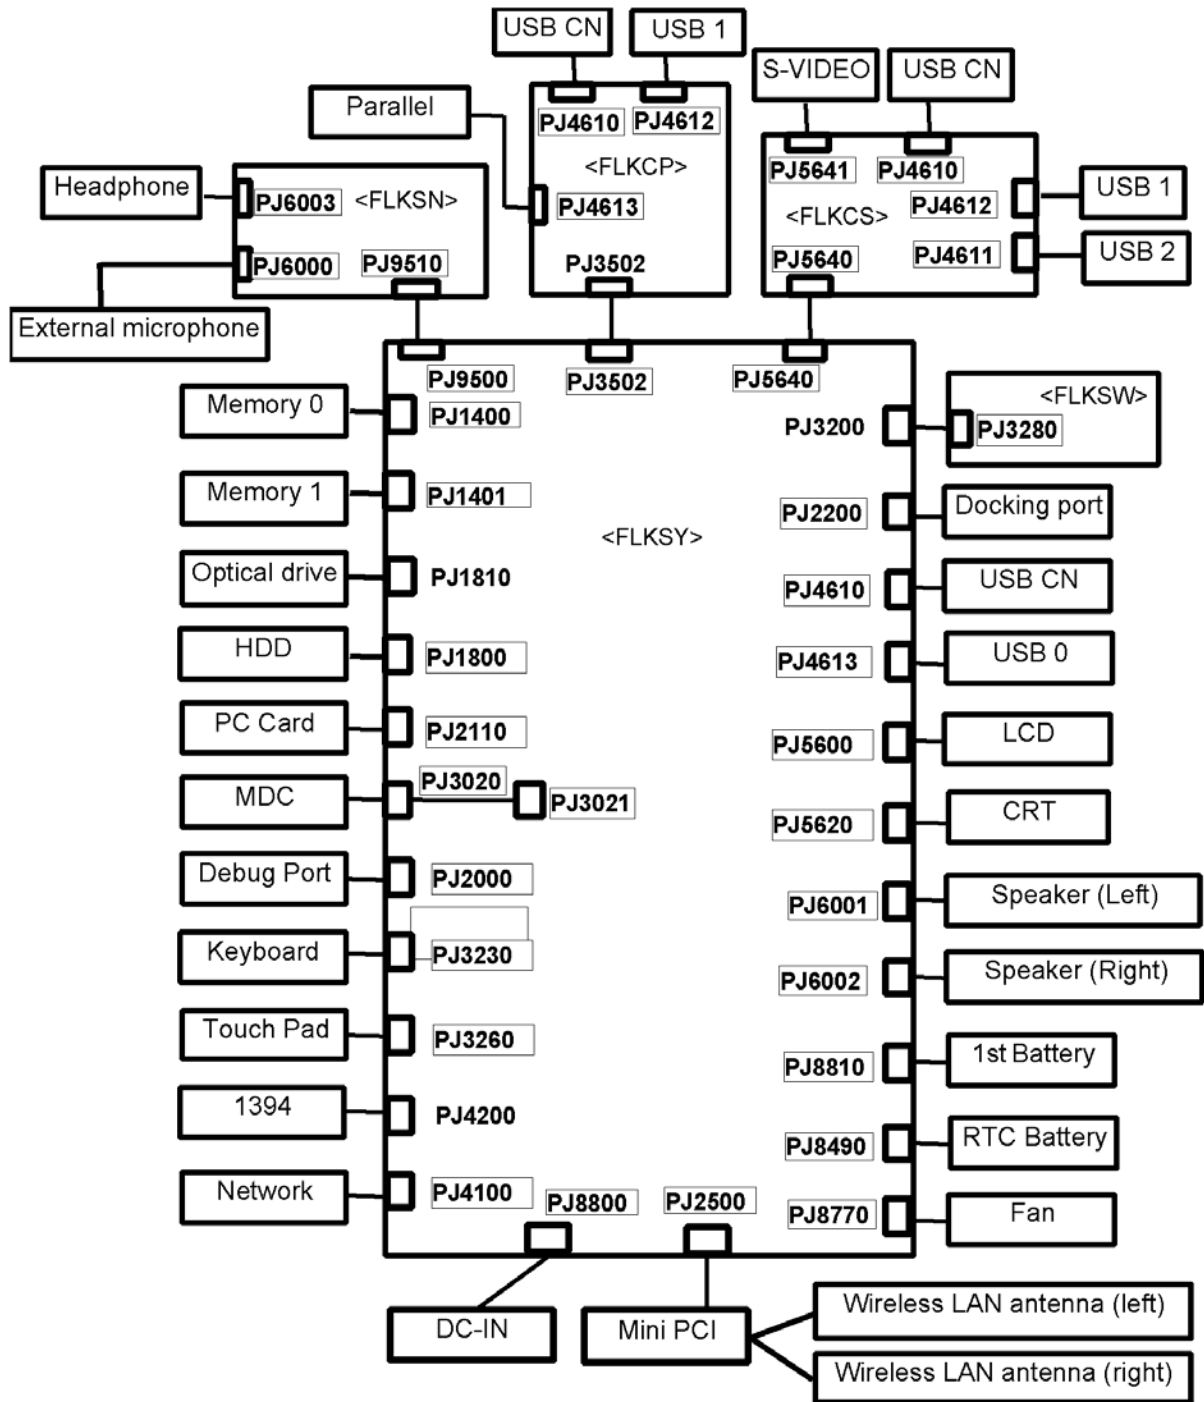 USB CN
USB 1
S-VIDEO
USB CN
Parallel
PJ4610
PJ4612
<FLKCP>
PJ4613
PJ3502
PJ5641
PJ4610
PJ4612
<FLKCS>
PJ4611
PJ5640
USB 1
USB 2
Headphone
PJ6003
<FLKSN>
PJ6000
PJ9510
External microphone
PJ9500
PJ3502
PJ5640
Memory 0
PJ1400
PJ3200
PJ3280
<FLKSW>
Memory 1
PJ1401
PJ2200
Docking port
<FLKSY>
Optical drive
PJ1810
PJ4610
USB CN
HDD
PJ1800
PJ4613
USB 0
PC Card
PJ2110
PJ5600
LCD
MDC
PJ3020
PJ3021
PJ5620
CRT
Debug Port
PJ2000
PJ6001
Speaker (Left)
Keyboard
PJ3230
PJ6002
Speaker (Right)
Touch Pad
PJ3260
PJ8810
1st Battery
1394
PJ4200
PJ8490
RTC Battery
Network
PJ4100
PJ8800
PJ2500
PJ8770
Fan
DC-IN
Mini PCI
Wireless LAN antenna (left)
Wireless LAN antenna (right)